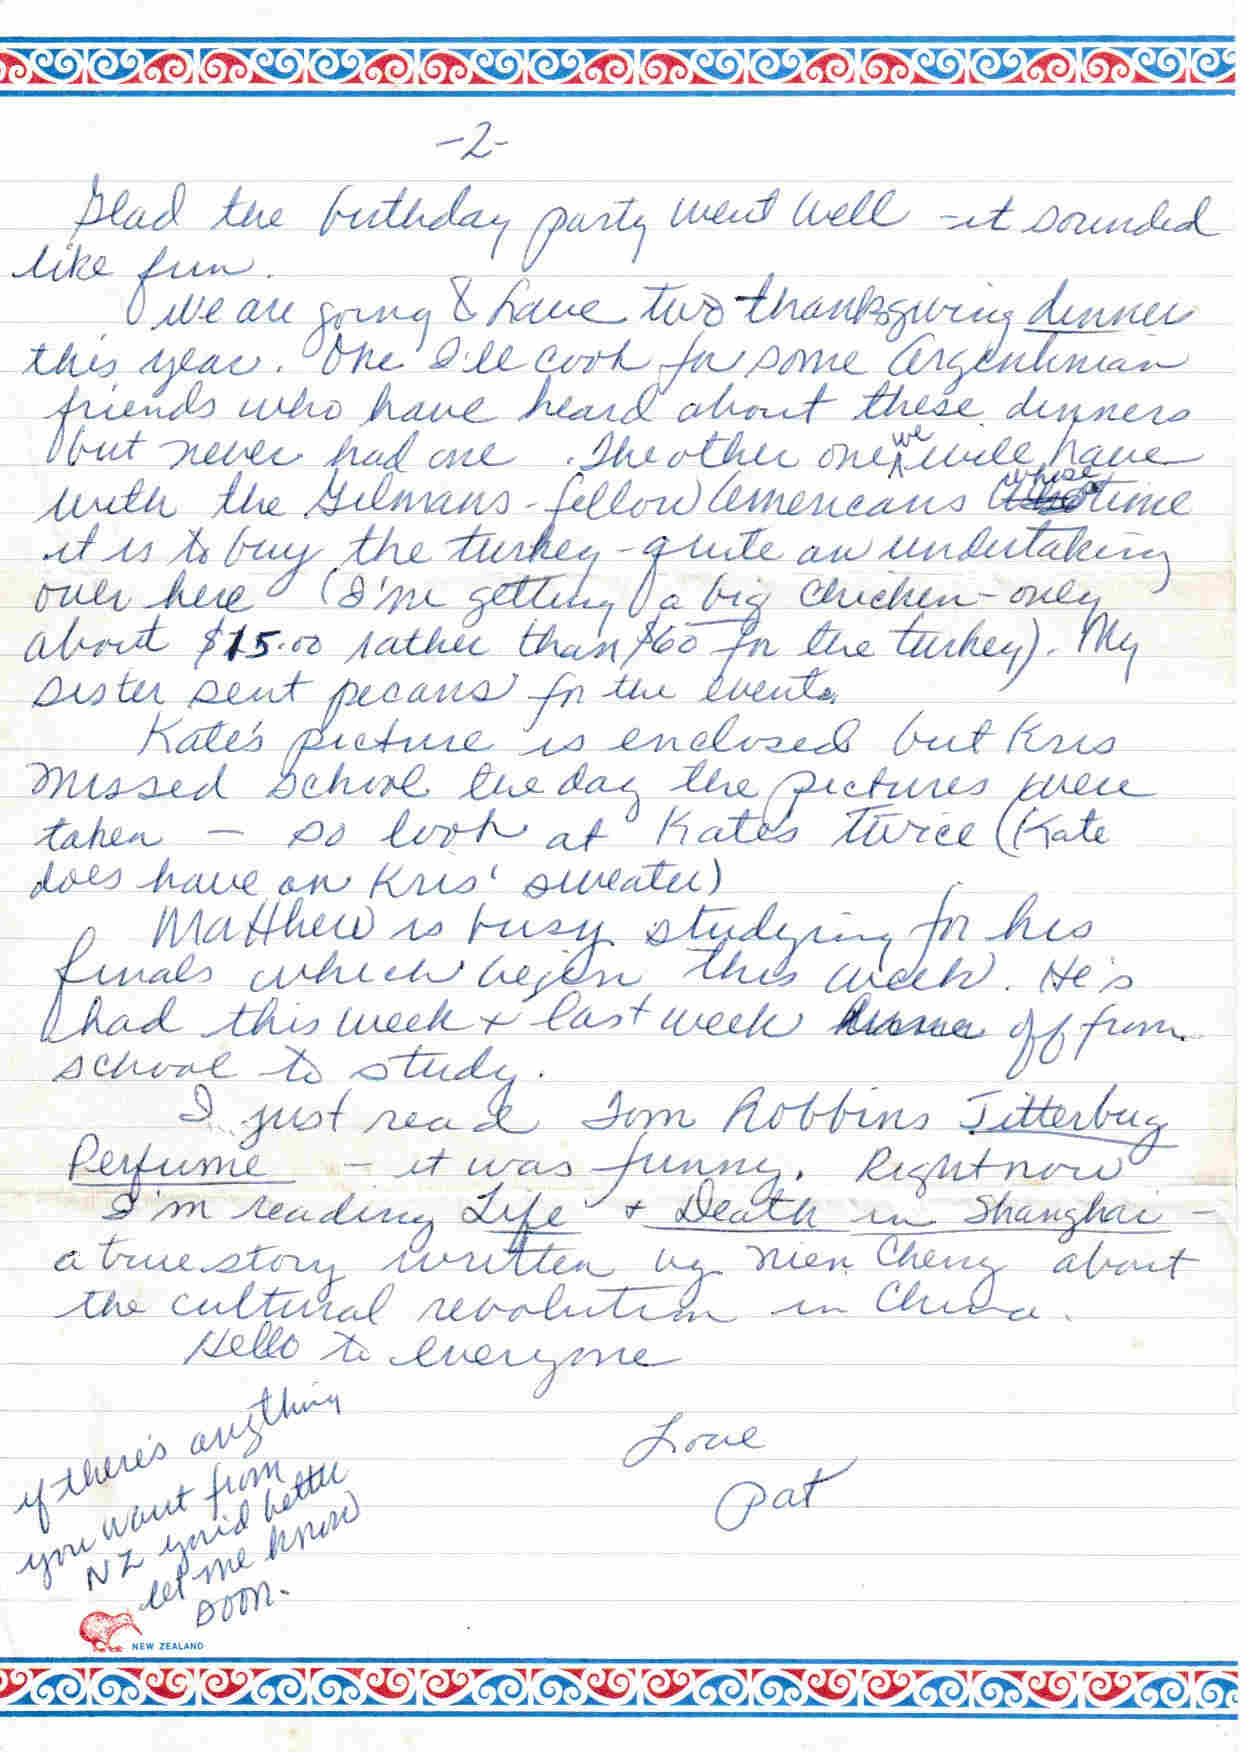 -2-
Glad the birthday party went well - it sounded
like fun.
We are going to have two thanksgiving dinner
this year. One I'll cook for some Argentinian
friends who have heard about these dinners
but never had one. The other one we will have
with the Gilmans - fellow Americans whose time
it is to buy the turkey - quite an undertaking
over here (I'm getting a big chicken - only
about $15.00 rather than $60 for the turkey). My
sister sent pecans for the event.
Kate's picture is enclosed but Kris
missed school the day the pictures were
taken — so look at Kate's twice (Kate
does have on Kris' sweater)
Matthew is busy studying for his
finals which begin this week. He's
had this week + last week off from
school to study.
I just read Tom Robbins Jitterbug
Perfume - it was funny. Right now
I'm reading Life + Death in Shanghai -
a true story written by Nien Cheng about
the cultural revolution in China.
Hello to everyone
Love
Pat
if there's anything
you want from
NZ you'd better
let me know
soon.
NEW ZEALAND